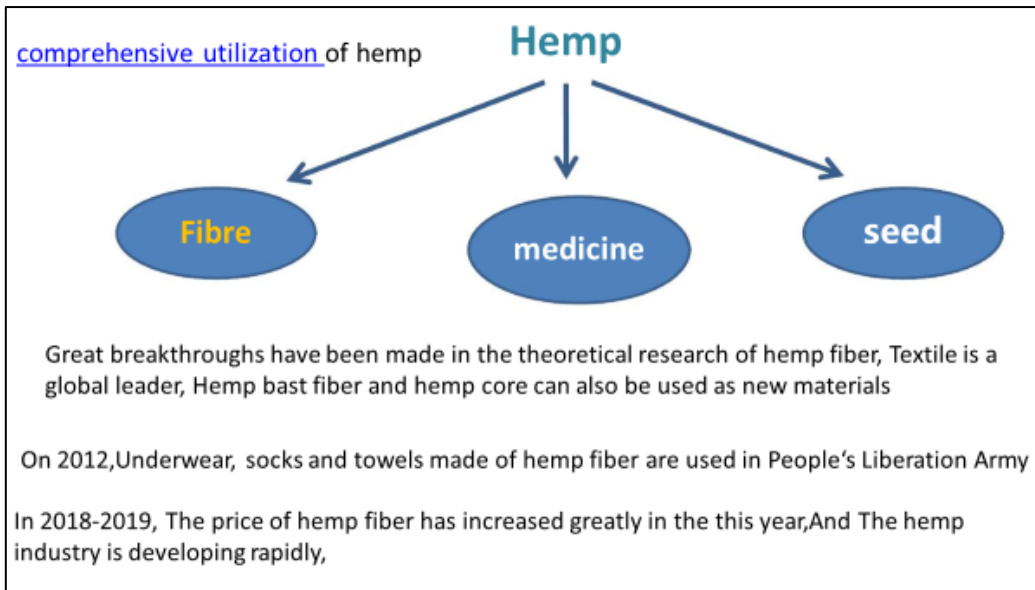 Hemp
comprehensive utilization of hemp
Fibre
medicine
seed
Great breakthroughs have been made in the theoretical research of hemp fiber, Textile is a
global leader, Hemp bast fiber and hemp core can also be used as new materials
On 2012,Underwear, socks and towels made of hemp fiber are used in People‘s Liberation Army
In 2018-2019, The price of hemp fiber has increased greatly in the this year,And The hemp
industry is developing rapidly,